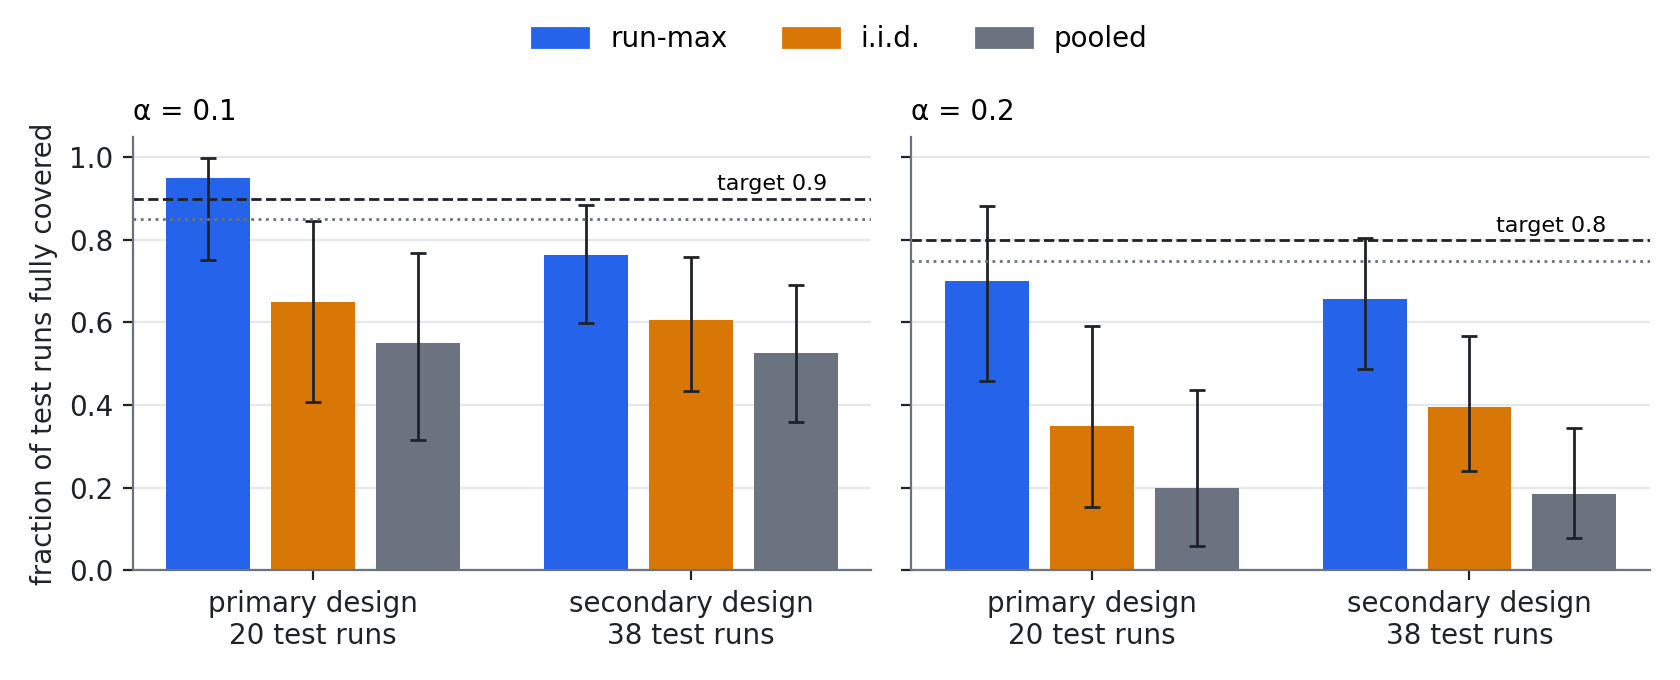 run-max i.i.d. pooled
α = 0.1
fraction of test runs fully covered
1.0
0.8
0.6
0.4
0.2
0.0
target 0.9
primary design
20 test runs
secondary design
38 test runs
α = 0.2
target 0.8
primary design
20 test runs
secondary design
38 test runs